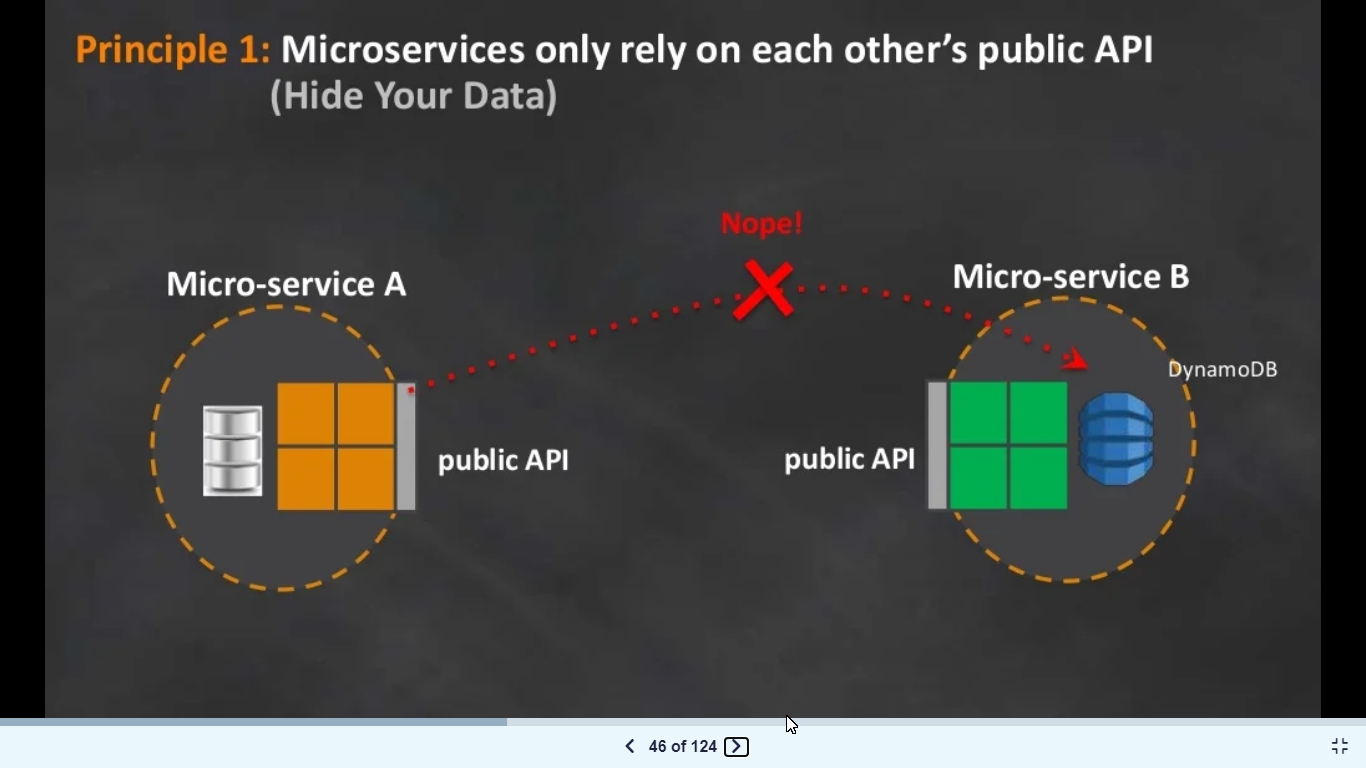 Principle 1: Microservices only rely on each other’s public API
(Hide Your Data)
Nope!
Micro-service A
Micro-service B
DynamoDB
public API
public API
46 of 124